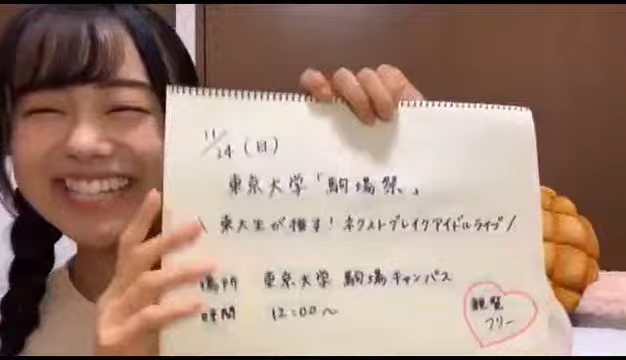 11/24(日)
東京大学「駒場祭」
\ 東大生が推す!ネクストブレイクアイドルライブ/
場所 東京大学 駒場キャンパス
時間 12:00〜
観覧
フリー